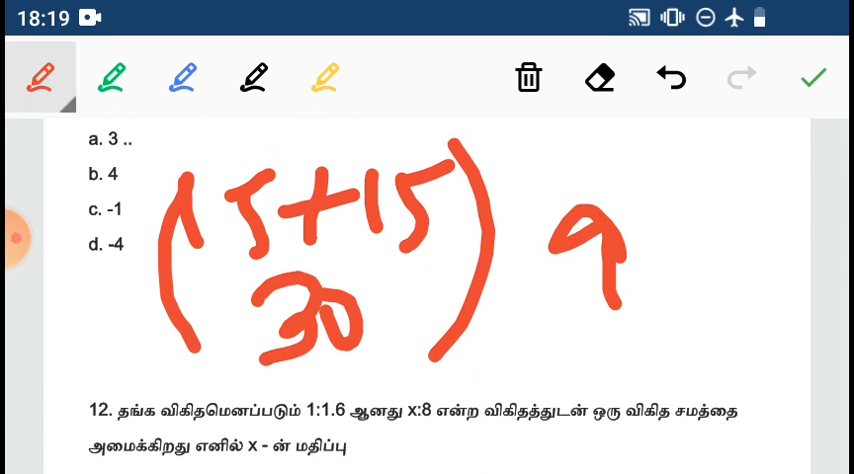 18:19
a. 3 ..
b. 4
c. -1
d. -4
(15+15) 9
30
12. தங்க விகிதமெனப்படும் 1:1.6 ஆனது x:8 என்ற விகிதத்துடன் ஒரு விகித சமத்தை
அமைக்கிறது எனில் x - ன் மதிப்பு